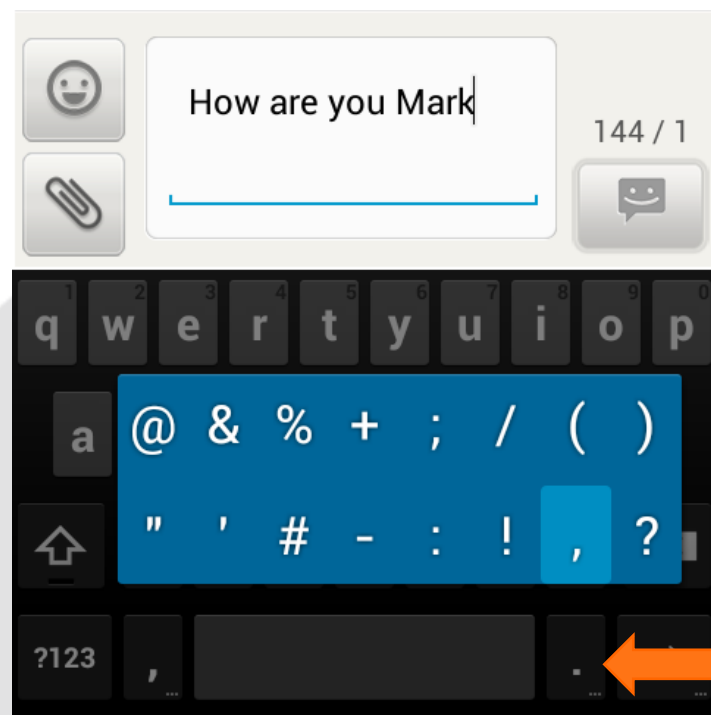 How are you Mark
144 / 1
1 2 3 4 5 6 7 8 9 0
q w e r t y u i o p
a @ & % + ; / ( )
" ' # - : ! , ?
?123 , ... . ... ...